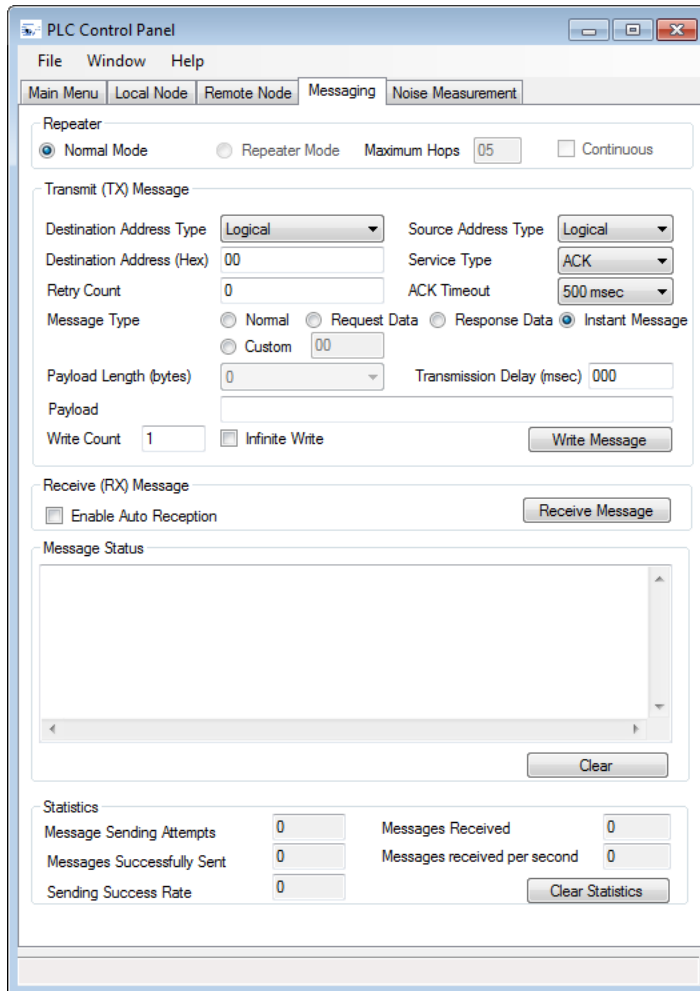 PLC Control Panel
File Window Help
Main Menu Local Node Remote Node Messaging Noise Measurement
Repeater
Normal Mode Repeater Mode Maximum Hops 05 Continuous
Transmit (TX) Message
Destination Address Type Logical Source Address Type Logical
Destination Address (Hex) 00 Service Type ACK
Retry Count 0 ACK Timeout 500 msec
Message Type Normal Request Data Response Data Instant Message
Custom 00
Payload Length (bytes) 0 Transmission Delay (msec) 000
Payload
Write Count 1 Infinite Write Write Message
Receive (RX) Message
Enable Auto Reception Receive Message
Message Status
Clear
Statistics
Message Sending Attempts 0 Messages Received 0
Messages Successfully Sent 0 Messages received per second 0
Sending Success Rate 0 Clear Statistics